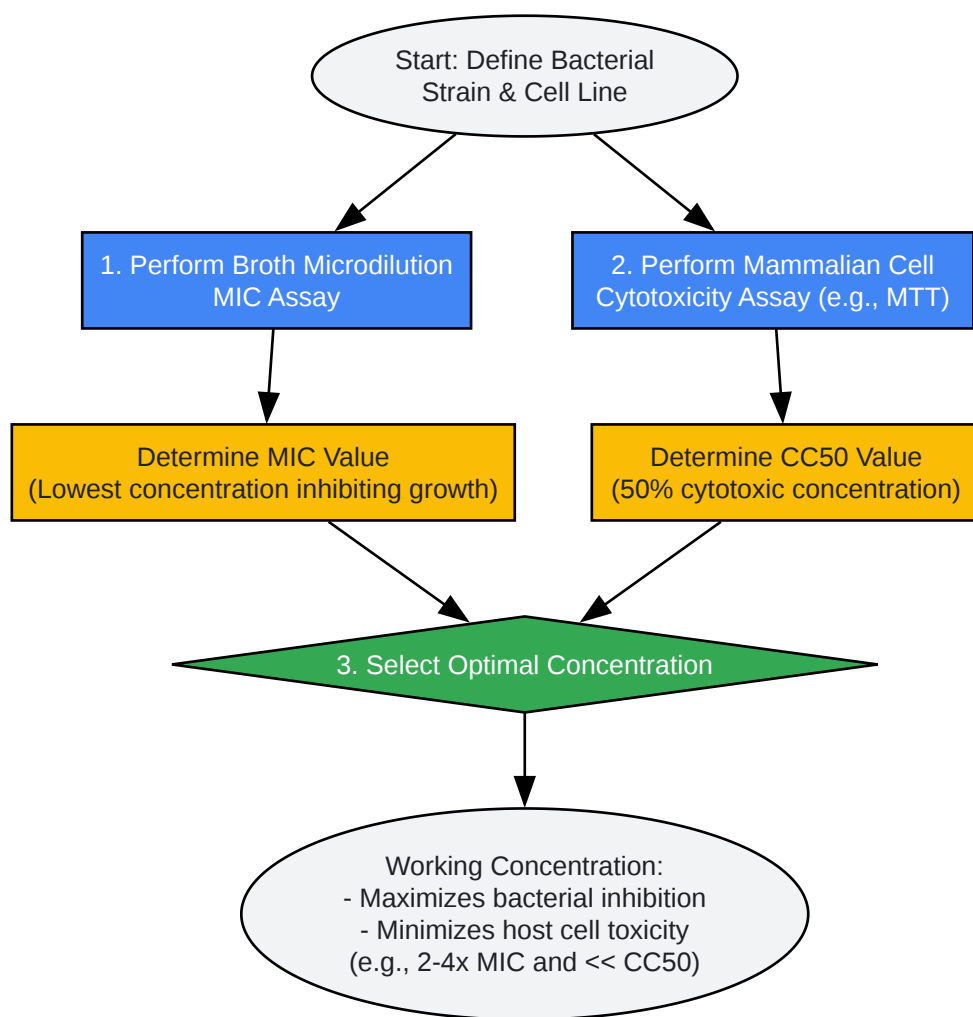 Start: Define Bacterial
Strain & Cell Line
1. Perform Broth Microdilution
MIC Assay
2. Perform Mammalian Cell
Cytotoxicity Assay (e.g., MTT)
Determine MIC Value
(Lowest concentration inhibiting growth)
Determine CC50 Value
(50% cytotoxic concentration)
3. Select Optimal Concentration
Working Concentration:
- Maximizes bacterial inhibition
- Minimizes host cell toxicity
(e.g., 2-4x MIC and << CC50)